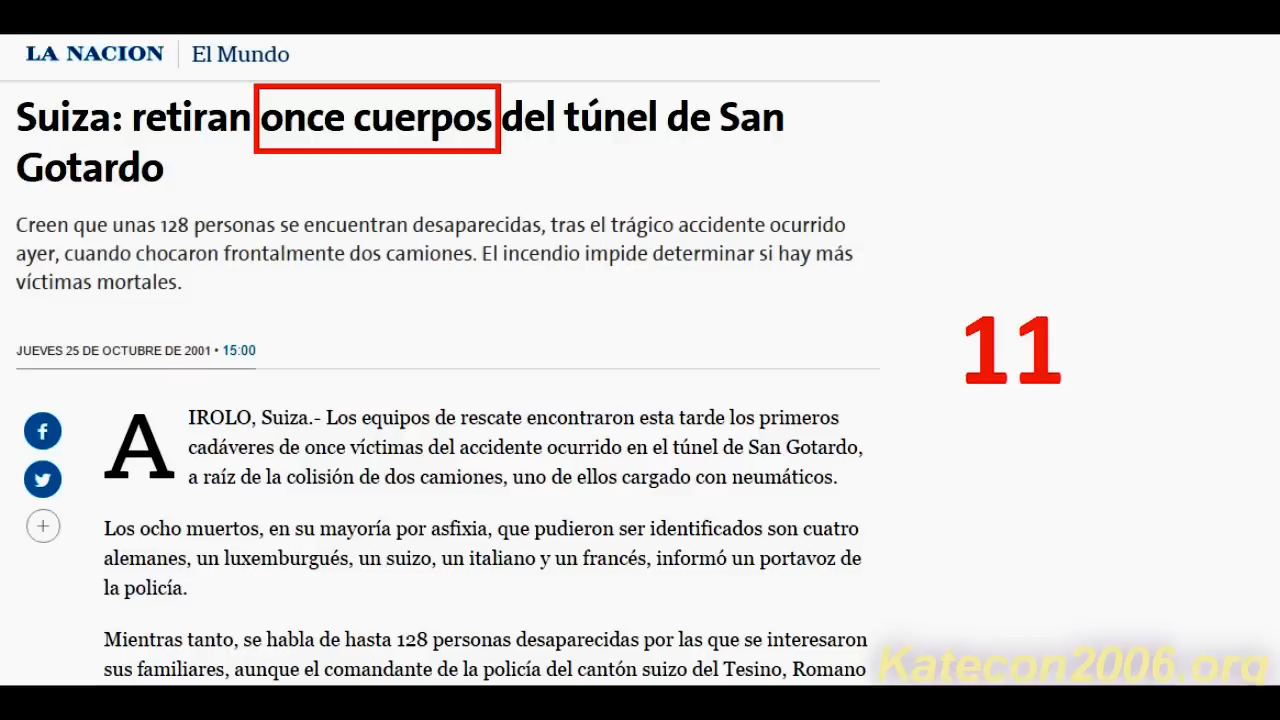 LA NACION | El Mundo
Suiza: retiran once cuerpos del túnel de San
Gotardo
Creen que unas 128 personas se encuentran desaparecidas, tras el trágico accidente ocurrido
ayer, cuando chocaron frontalmente dos camiones. El incendio impide determinar si hay más
víctimas mortales.
JUEVES 25 DE OCTUBRE DE 2001 • 15:00
11
AIROLO, Suiza.- Los equipos de rescate encontraron esta tarde los primeros
cadáveres de once víctimas del accidente ocurrido en el túnel de San Gotardo,
a raíz de la colisión de dos camiones, uno de ellos cargado con neumáticos.
Los ocho muertos, en su mayoría por asfixia, que pudieron ser identificados son cuatro
alemanes, un luxemburgués, un suizo, un italiano y un francés, informó un portavoz de
la policía.
Mientras tanto, se habla de hasta 128 personas desaparecidas por las que se interesaron
sus familiares, aunque el comandante de la policía del cantón suizo del Tesino, Romano
Katecon2006.org